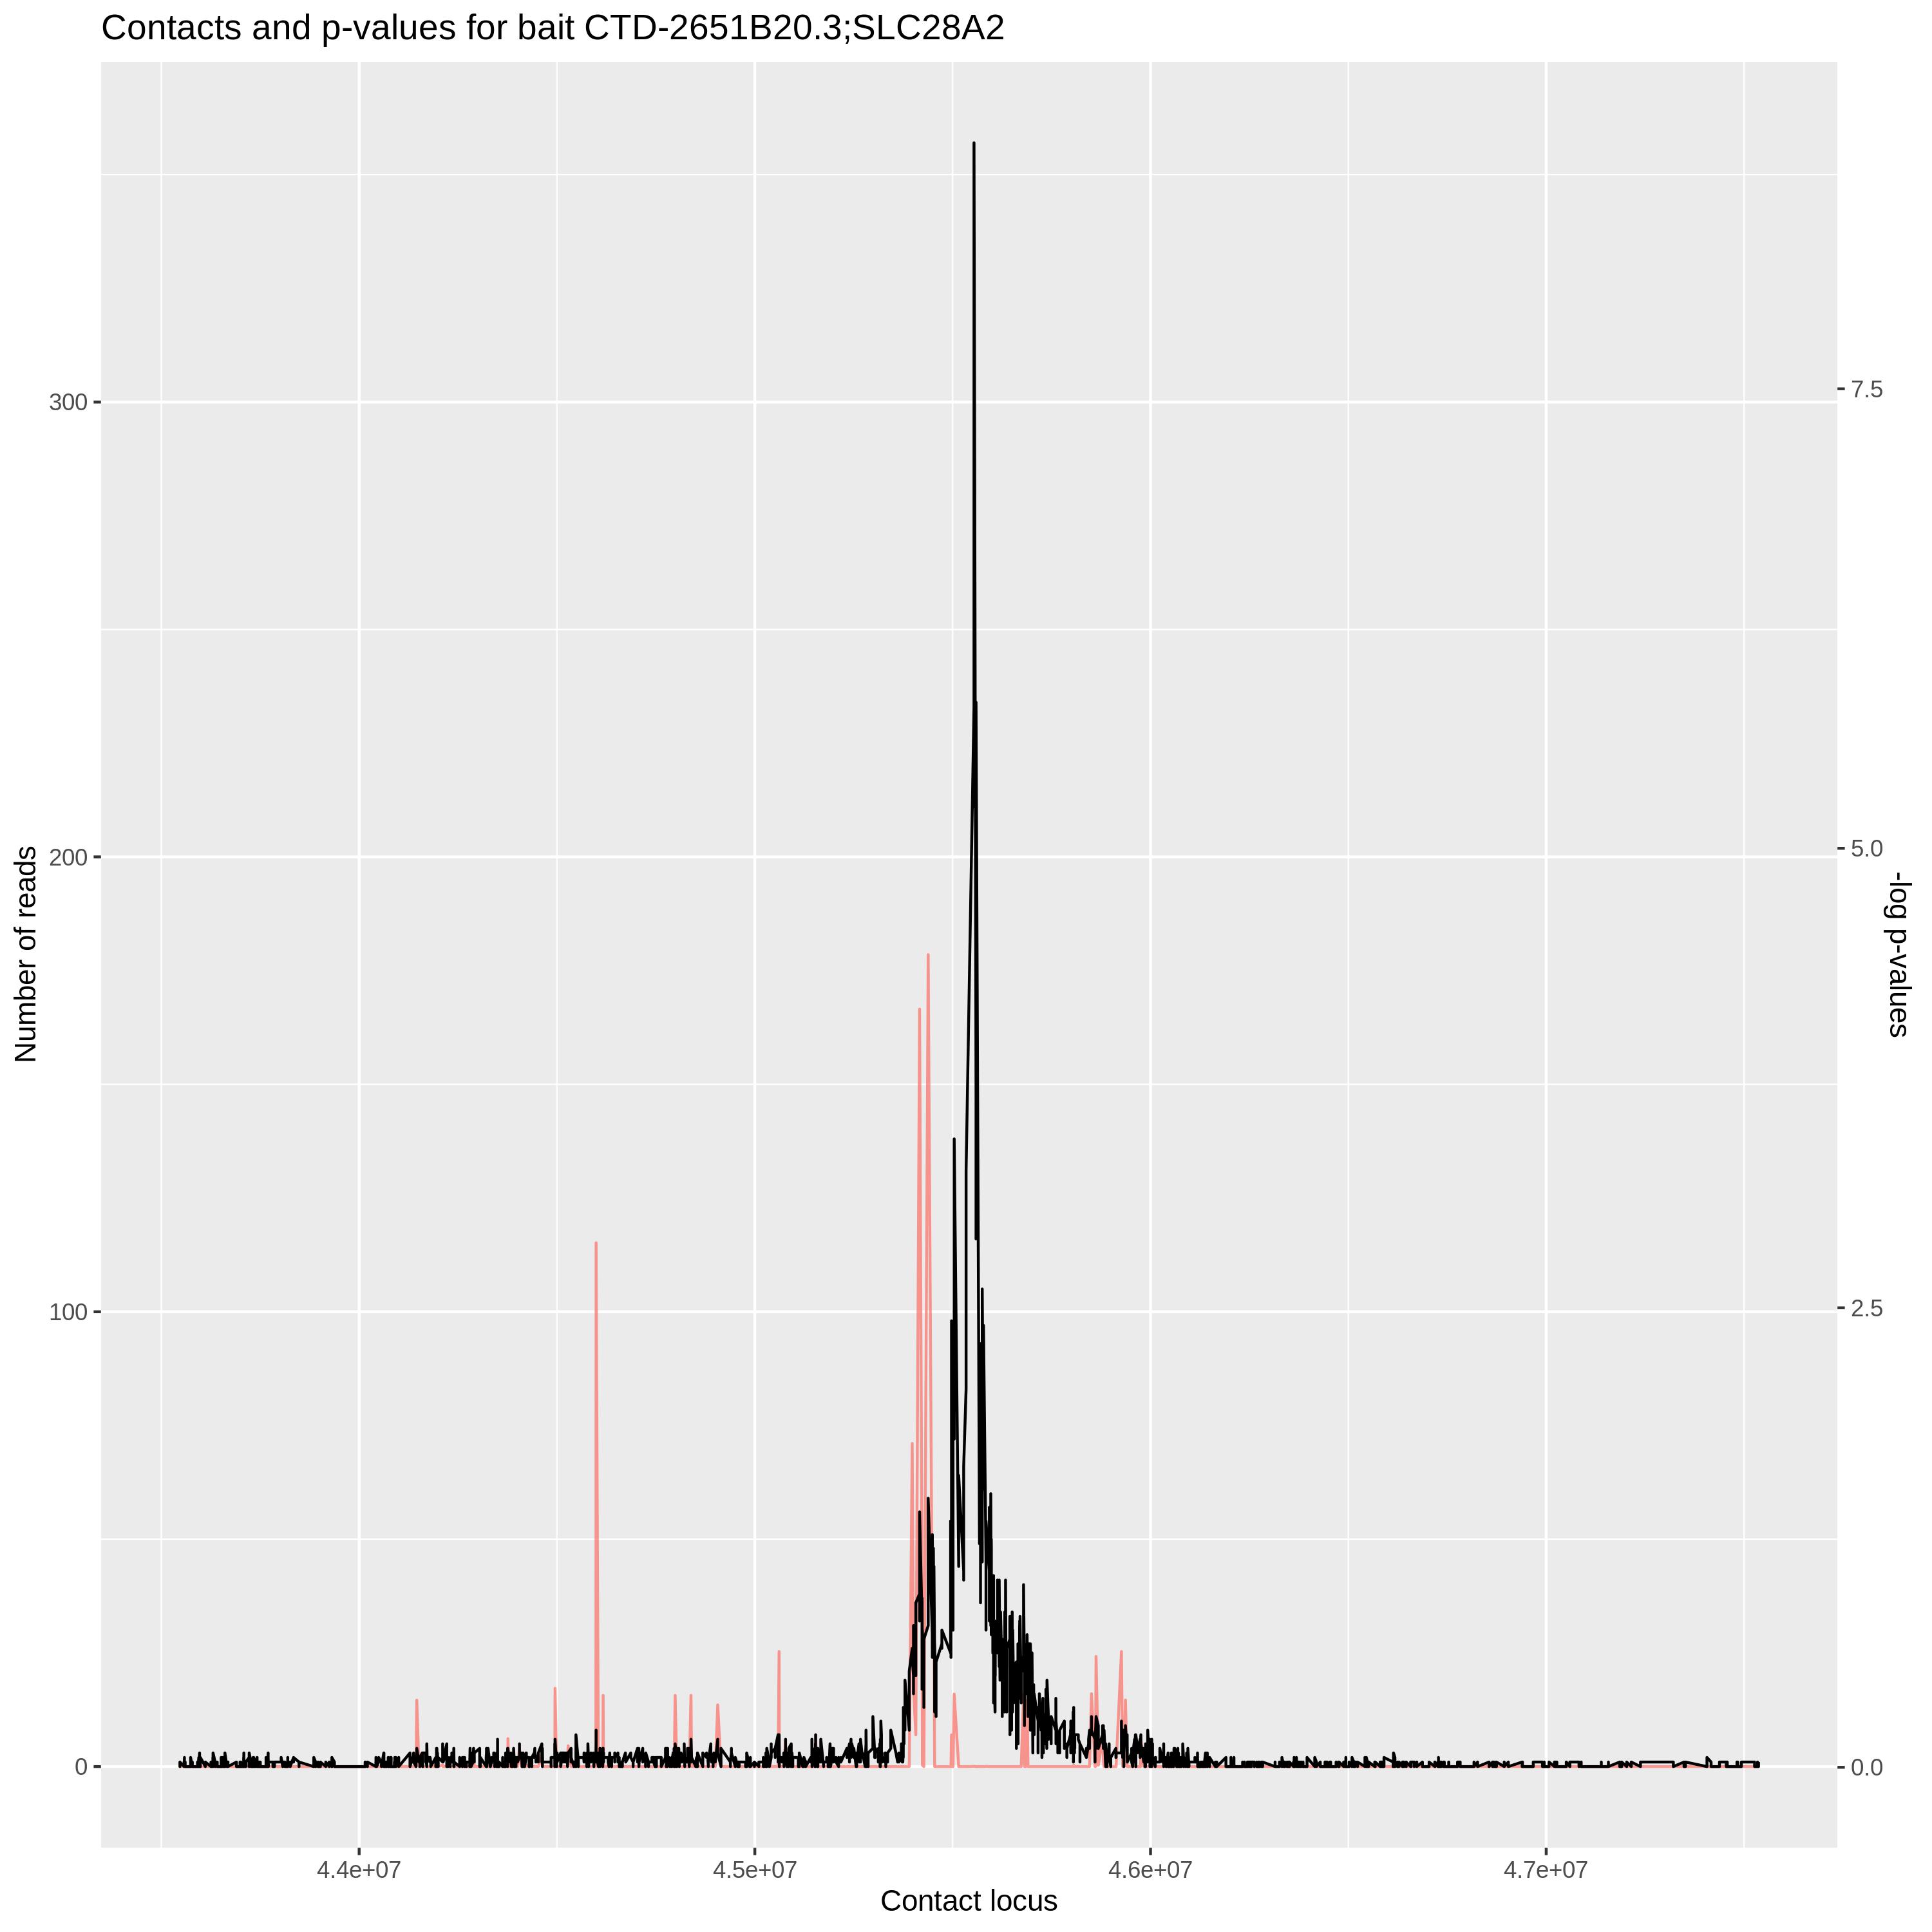 Contacts and p-values for bait CTD-2651B20.3;SLC28A2
300
200
100
0
Number of reads
7.5
5.0
2.5
0.0
-log p-values
4.4e+07
4.5e+07
4.6e+07
4.7e+07
Contact locus